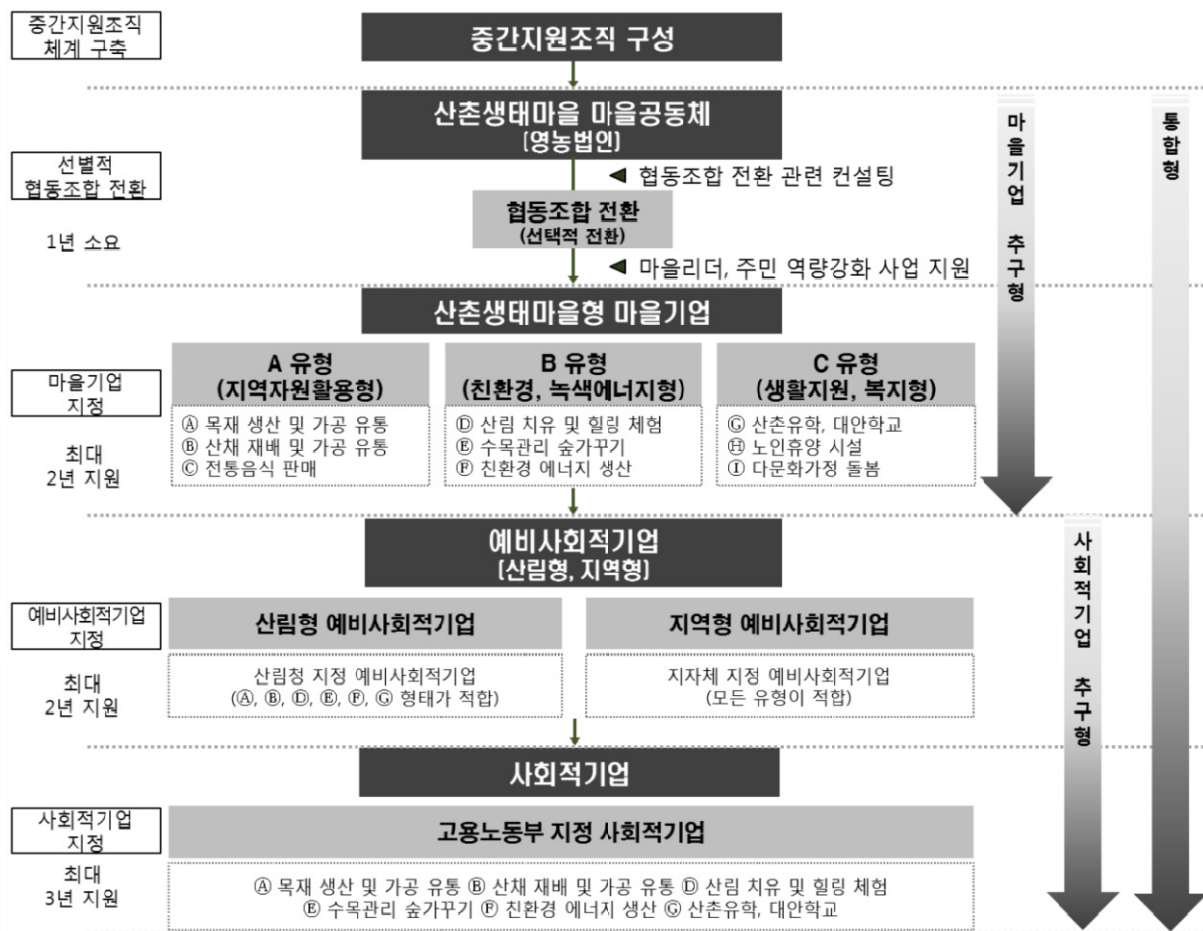 중간지원조직
체계 구축
중간지원조직 구성
산촌생태마을 마을공동체
(영농법인)
선별적
협동조합 전환
1년 소요
◀ 협동조합 전환 관련 컨설팅
협동조합 전환
(선택적 전환)
◀ 마을리더, 주민 역량강화 사업 지원
산촌생태마을형 마을기업
마을기업
지정
최대
2년 지원
A 유형
(지역자원활용형)
Ⓐ 목재 생산 및 가공 유통
Ⓑ 산채 재배 및 가공 유통
Ⓒ 전통음식 판매
B 유형
(친환경, 녹색에너지형)
Ⓓ 산림 치유 및 힐링 체험
Ⓔ 수목관리 숲가꾸기
Ⓕ 친환경 에너지 생산
C 유형
(생활지원, 복지형)
Ⓖ 산촌유학, 대안학교
Ⓗ 노인휴양 시설
Ⓘ 다문화가정 돌봄
예비사회적기업
(산림형, 지역형)
예비사회적기업
지정
최대
2년 지원
산림형 예비사회적기업
산림청 지정 예비사회적기업
(Ⓐ, Ⓑ, Ⓓ, Ⓔ, Ⓕ, Ⓖ 형태가 적합)
지역형 예비사회적기업
지자체 지정 예비사회적기업
(모든 유형이 적합)
사회적기업
사회적기업
지정
최대
3년 지원
고용노동부 지정 사회적기업
Ⓐ 목재 생산 및 가공 유통 Ⓑ 산채 재배 및 가공 유통 Ⓓ 산림 치유 및 힐링 체험
Ⓔ 수목관리 숲가꾸기 Ⓕ 친환경 에너지 생산 Ⓖ 산촌유학, 대안학교
마을기업 추구형
사회적기업 추구형
통합형